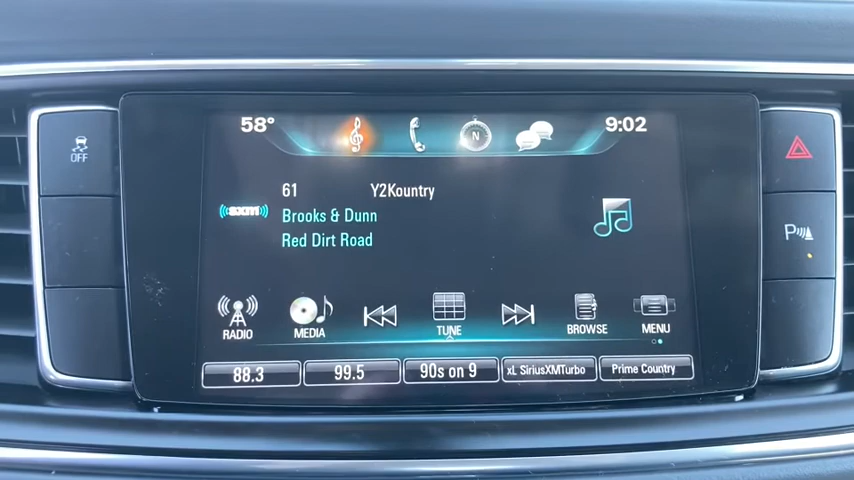 58° 9:02
OFF
N
61 Y2Kountry
((SXM))
Brooks & Dunn
Red Dirt Road
P
RADIO MEDIA TUNE BROWSE MENU
88.3 99.5 90s on 9 xL SiriusXMTurbo Prime Country